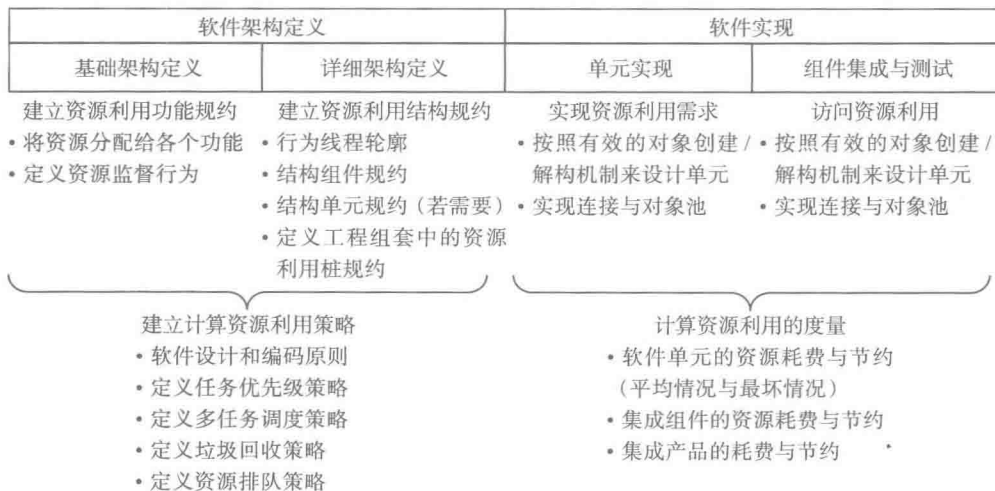 软件架构定义 软件实现
基础架构定义 详细架构定义 单元实现 组件集成与测试
建立资源利用功能规约
• 将资源分配给各个功能
• 定义资源监督行为
建立资源利用结构规约
• 行为线程轮廓
• 结构组件规约
• 结构单元规约（若需要）
• 定义工程组套中的资源
利用桩规约
实现资源利用需求
• 按照有效的对象创建/
解构机制来设计单元
• 实现连接与对象池
访问资源利用
• 按照有效的对象创建/
解构机制来设计单元
• 实现连接与对象池
建立计算资源利用策略
• 软件设计和编码原则
• 定义任务优先级策略
• 定义多任务调度策略
• 定义垃圾回收策略
• 定义资源排队策略
计算资源利用的度量
• 软件单元的资源耗费与节约
（平均情况与最坏情况）
• 集成组件的资源耗费与节约
• 集成产品的耗费与节约